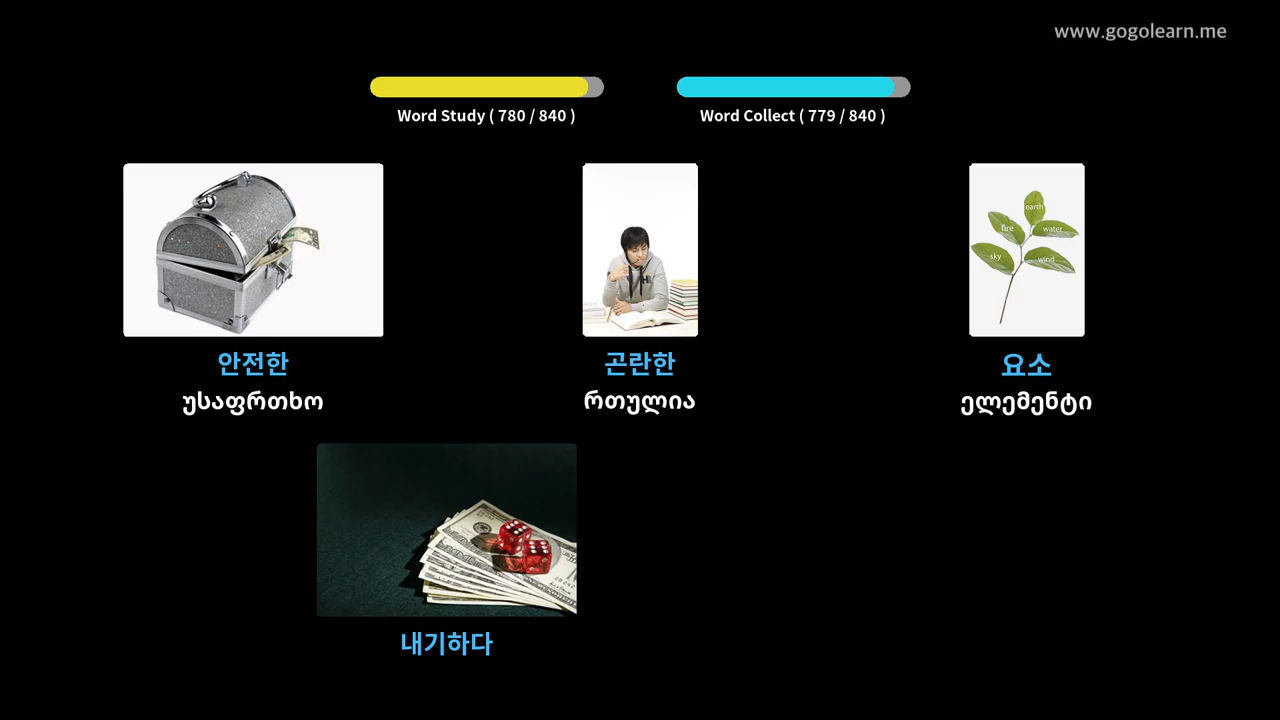 www.gogolearn.me
Word Study ( 780 / 840 )
Word Collect ( 779 / 840 )
earth
fire
water
sky
wind
안전한
곤란한
요소
უსაფრთხო
რთულია
ელემენტი
내기하다